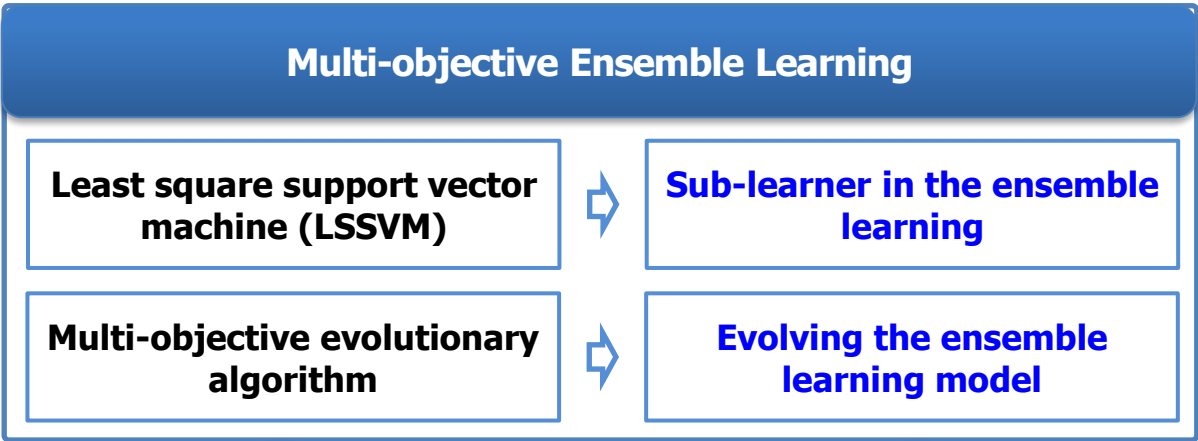 Multi-objective Ensemble Learning
Least square support vector
machine (LSSVM)
Sub-learner in the ensemble
learning
Multi-objective evolutionary
algorithm
Evolving the ensemble
learning model